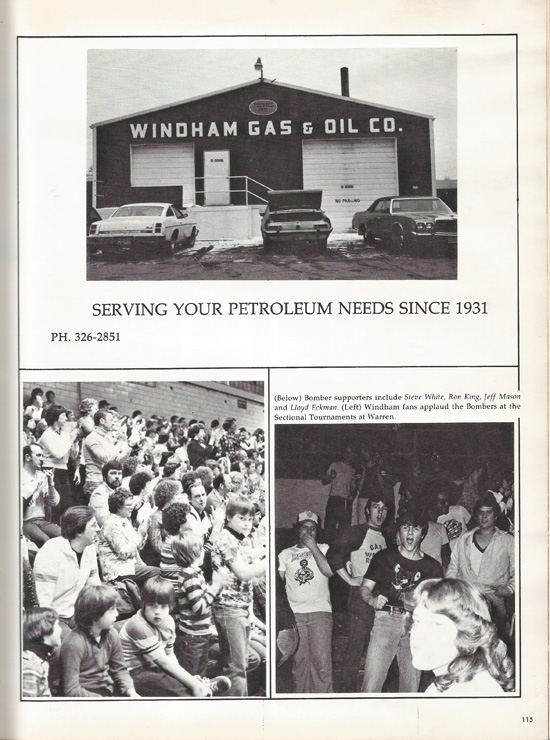 WINDHAM GAS & OIL CO.
NO PARKING
SERVING YOUR PETROLEUM NEEDS SINCE 1931
PH. 326-2851
(Below) Bomber supporters include Steve White, Ron King, Jeff Mason
and Lloyd Eckman. (Left) Windham fans applaud the Bombers at the
Sectional Tournaments at Warren.
115